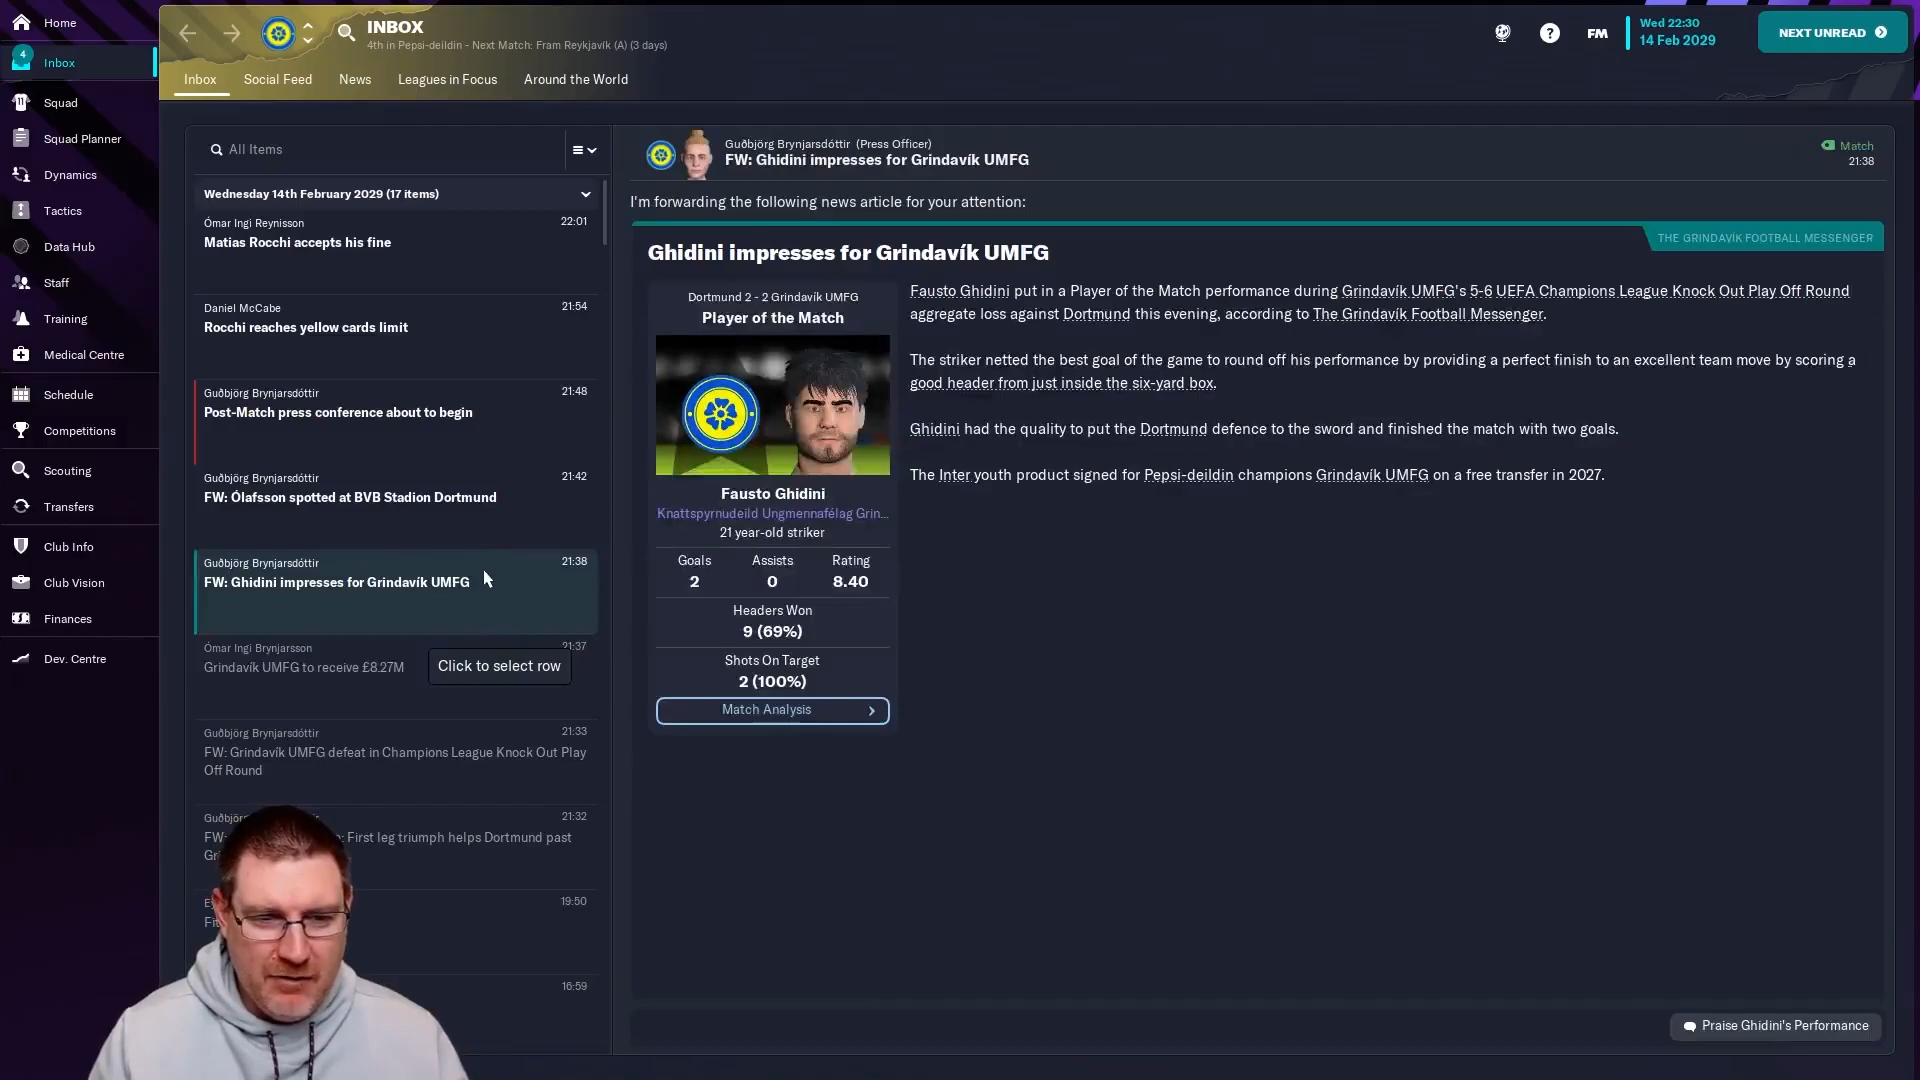 Home
4
Inbox
Squad
Squad Planner
Dynamics
Tactics
Data Hub
Staff
Training
Medical Centre
Schedule
Competitions
Scouting
Transfers
Club Info
Club Vision
Finances
Dev. Centre
INBOX
4th in Pepsi-deildin - Next Match: Fram Reykjavík (A) (3 days)
FM
Wed 22:30
14 Feb 2029
NEXT UNREAD
Inbox
Social Feed
News
Leagues in Focus
Around the World
All Items
Wednesday 14th February 2029 (17 items)
Ómar Ingi Reynisson 22:01
Matias Rocchi accepts his fine
Daniel McCabe 21:54
Rocchi reaches yellow cards limit
Guðbjörg Brynjarsdóttir 21:48
Post-Match press conference about to begin
Guðbjörg Brynjarsdóttir 21:42
FW: Ólafsson spotted at BVB Stadion Dortmund
Guðbjörg Brynjarsdóttir 21:38
FW: Ghidini impresses for Grindavík UMFG
Ómar Ingi Brynjarsson 21:37
Grindavík UMFG to receive £8.27M
Click to select row
Guðbjörg Brynjarsdóttir 21:33
FW: Grindavík UMFG defeat in Champions League Knock Out Play
Off Round
21:32
: First leg triumph helps Dortmund past
19:50
16:59
Guðbjörg Brynjarsdóttir (Press Officer)
FW: Ghidini impresses for Grindavík UMFG
Match
21:38
I'm forwarding the following news article for your attention:
THE GRINDAVÍK FOOTBALL MESSENGER
Ghidini impresses for Grindavík UMFG
Dortmund 2 - 2 Grindavík UMFG
Player of the Match
Fausto Ghidini
Knattspyrnudeild Ungmennafélag Grin...
21 year-old striker
Goals Assists Rating
2 0 8.40
Headers Won
9 (69%)
Shots On Target
2 (100%)
Match Analysis
Fausto Ghidini put in a Player of the Match performance during Grindavík UMFG's 5-6 UEFA Champions League Knock Out Play Off Round
aggregate loss against Dortmund this evening, according to The Grindavík Football Messenger.
The striker netted the best goal of the game to round off his performance by providing a perfect finish to an excellent team move by scoring a
good header from just inside the six-yard box.
Ghidini had the quality to put the Dortmund defence to the sword and finished the match with two goals.
The Inter youth product signed for Pepsi-deildin champions Grindavík UMFG on a free transfer in 2027.
Praise Ghidini's Performance